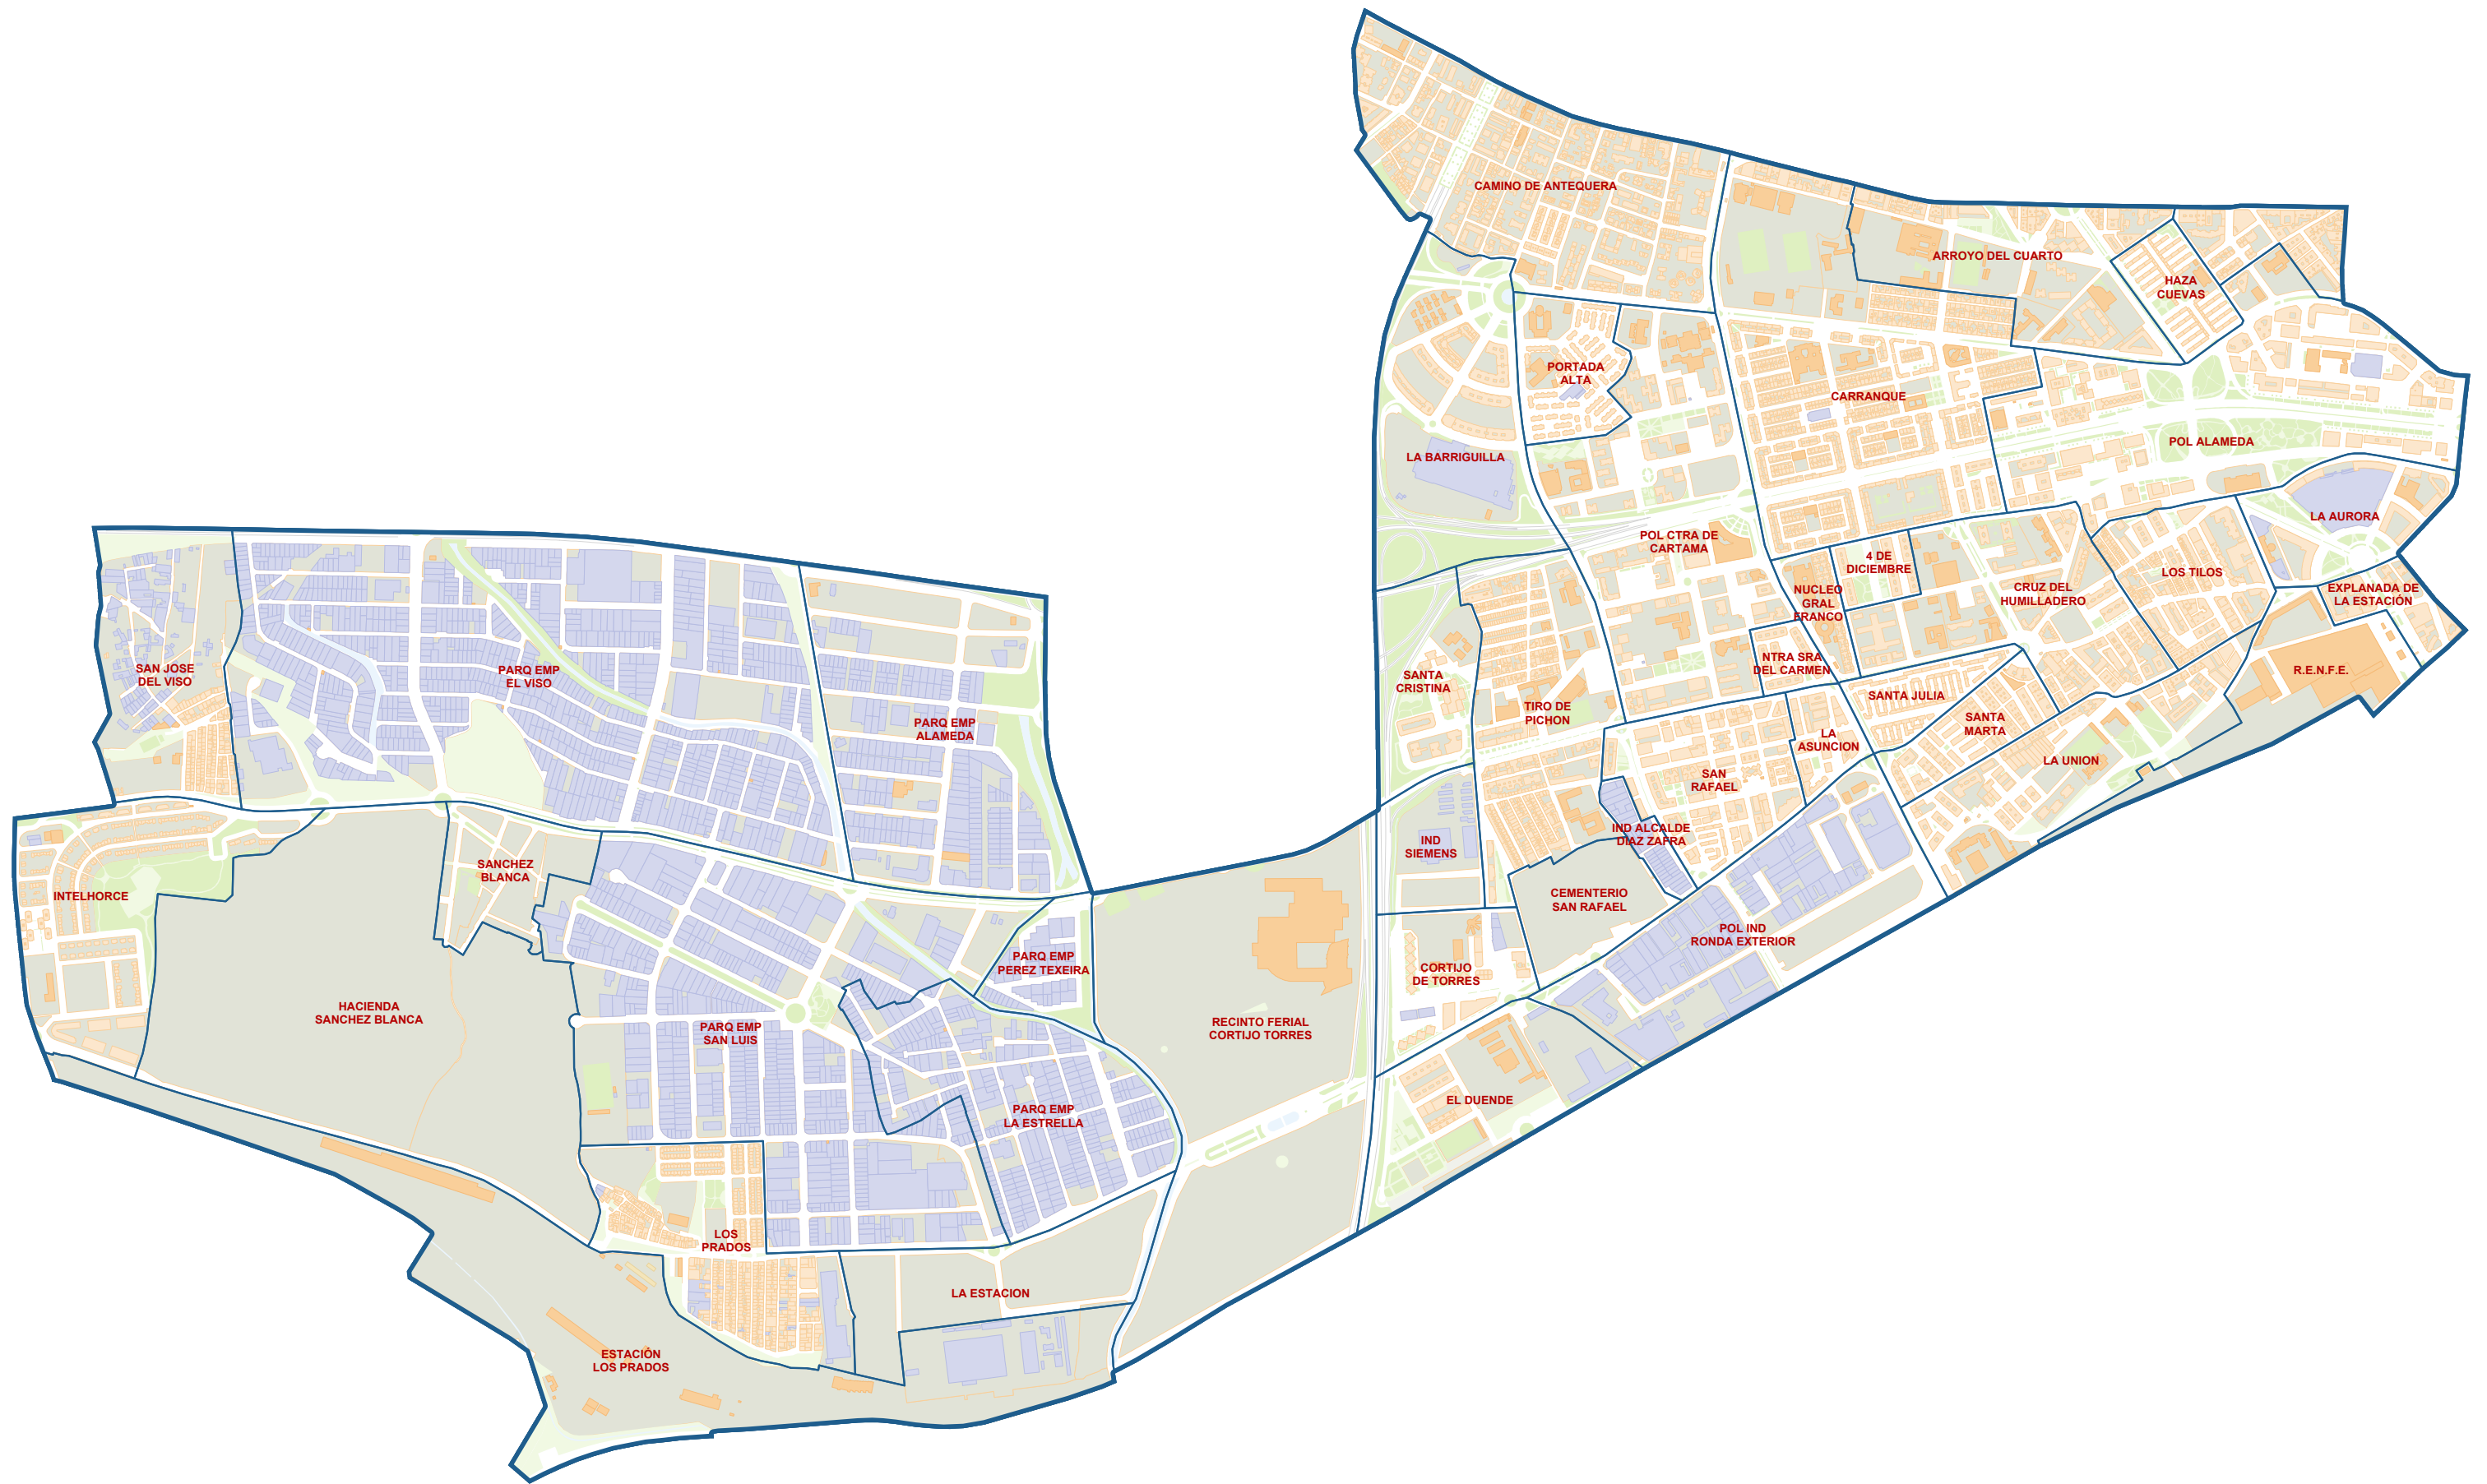 CAMINO DE ANTEQUERA
ARROYO DEL CUARTO
HAZA
CUEVAS
PORTADA
ALTA
CARRANQUE
POL ALAMEDA
LA BARRIGUILLA
LA AURORA
POL CTRA DE
CARTAMA
4 DE
DICIEMBRE
LOS TILOS
CRUZ DEL
HUMILLADERO
EXPLANADA DE
LA ESTACIÓN
NUCLEO
GRAL
FRANCO
NTRA SRA
DEL CARMEN
R.E.N.F.E.
SANTA
CRISTINA
SANTA JULIA
TIRO DE
PICHON
SANTA
MARTA
LA
ASUNCION
LA UNION
SAN
RAFAEL
IND ALCALDE
DIAZ ZAFRA
IND
SIEMENS
CEMENTERIO
SAN RAFAEL
POL IND
RONDA EXTERIOR
CORTIJO
DE TORRES
RECINTO FERIAL
CORTIJO TORRES
EL DUENDE
SAN JOSE
DEL VISO
PARQ EMP
EL VISO
PARQ EMP
ALAMEDA
SANCHEZ
BLANCA
INTELHORCE
PARQ EMP
PEREZ TEXEIRA
HACIENDA
SANCHEZ BLANCA
PARQ EMP
SAN LUIS
PARQ EMP
LA ESTRELLA
LOS
PRADOS
LA ESTACION
ESTACIÓN
LOS PRADOS